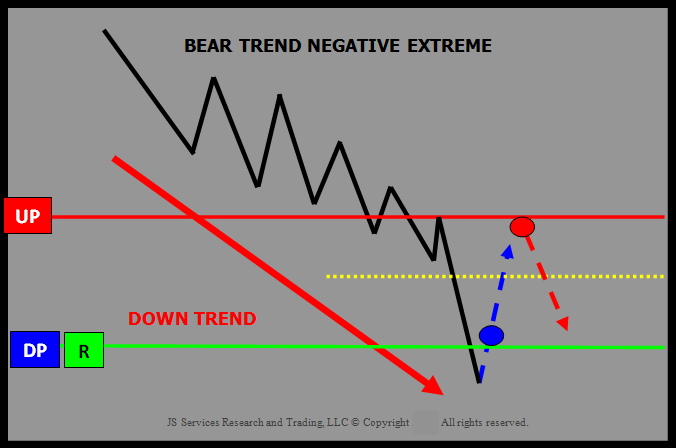 BEAR TREND NEGATIVE EXTREME
UP
DOWN TREND
DP R
JS Services Research and Trading, LLC © Copyright All rights reserved.